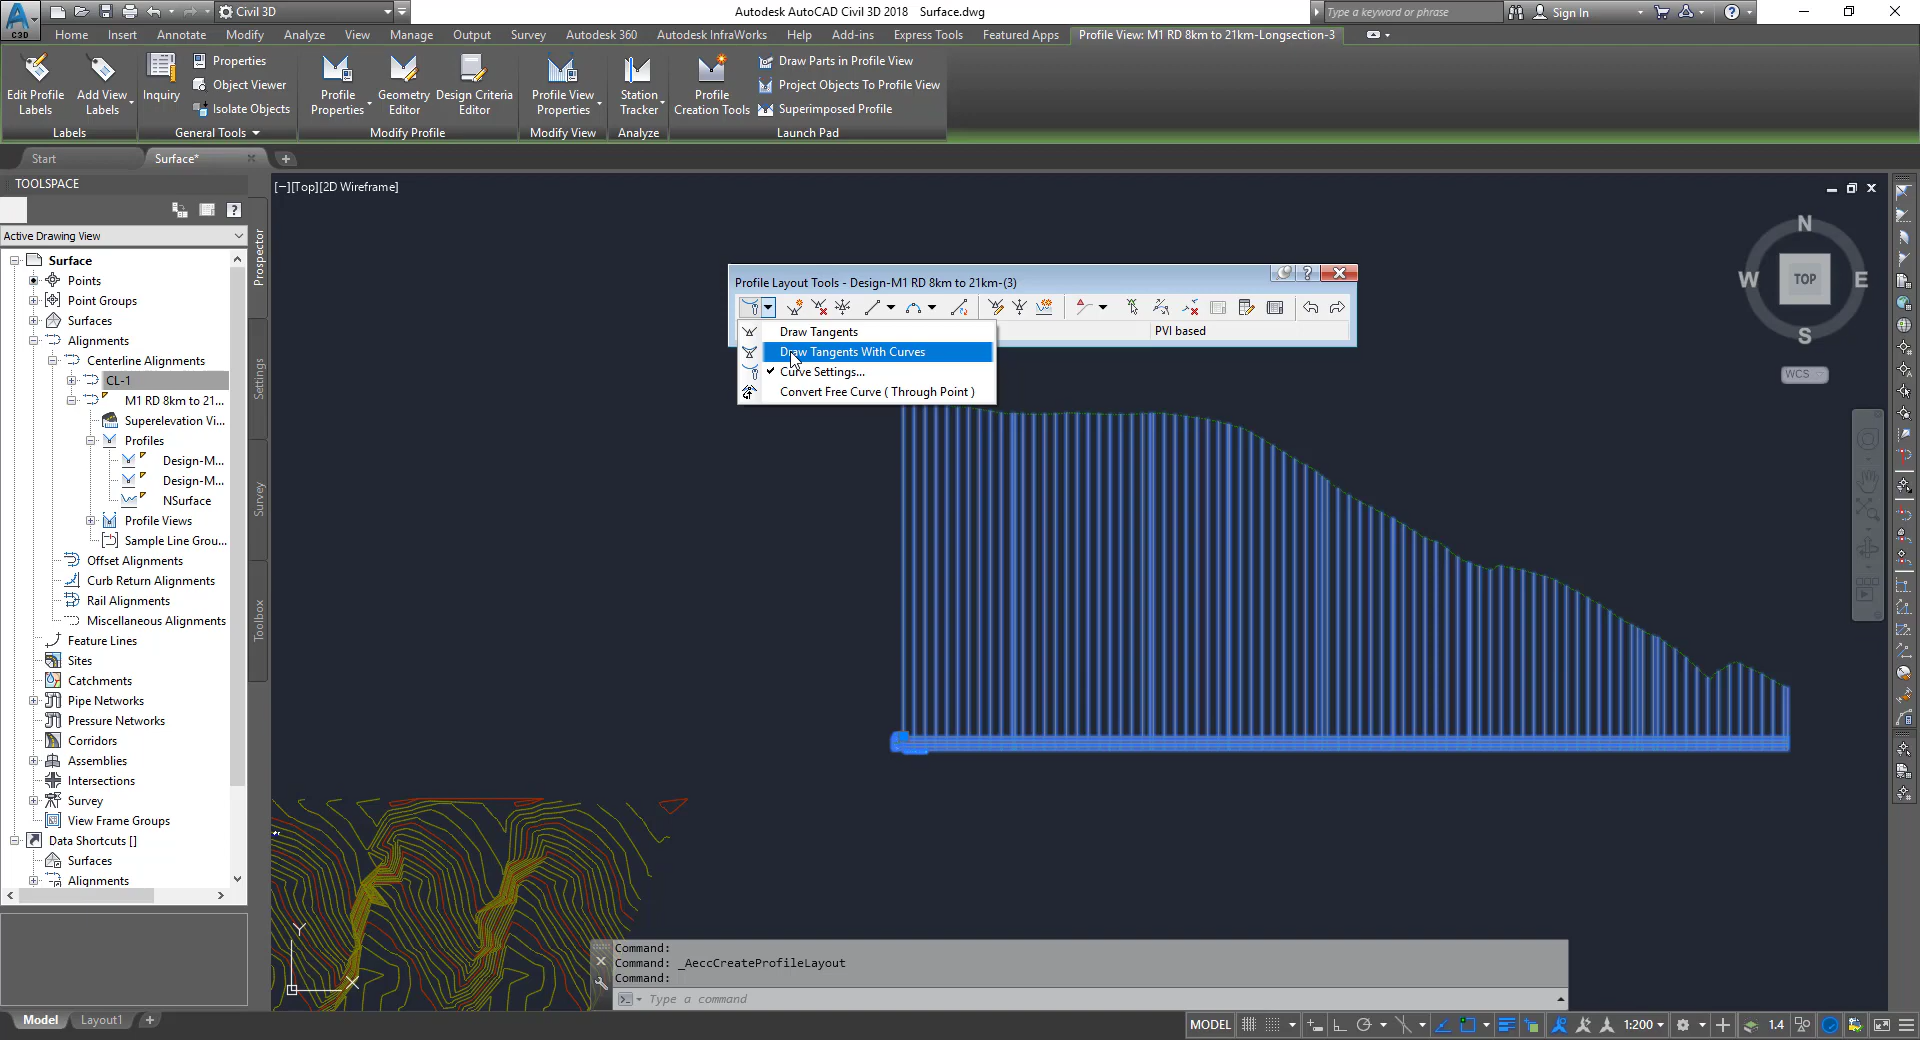 C3D
Civil 3D
Autodesk AutoCAD Civil 3D 2018 Surface.dwg
Type a keyword or phrase
Sign In
Home Insert Annotate Modify Analyze View Manage Output Survey Autodesk 360 Autodesk InfraWorks Help Add-ins Express Tools Featured Apps Profile View: M1 RD 8km to 21km-Longsection-3
Edit Profile Labels
Add View Labels
Labels
Inquiry
Properties
Object Viewer
Isolate Objects
General Tools
Profile Properties
Geometry Editor
Design Criteria Editor
Modify Profile
Profile View Properties
Modify View
Station Tracker
Analyze
Profile Creation Tools
Draw Parts in Profile View
Project Objects To Profile View
Superimposed Profile
Launch Pad
Start
Surface*
TOOLSPACE
Active Drawing View
Surface
Points
Point Groups
Surfaces
Alignments
Centerline Alignments
CL-1
M1 RD 8km to 21...
Superelevation Vi...
Profiles
Design-M...
Design-M...
NSurface
Profile Views
Sample Line Grou...
Offset Alignments
Curb Return Alignments
Rail Alignments
Miscellaneous Alignments
Feature Lines
Sites
Catchments
Pipe Networks
Pressure Networks
Corridors
Assemblies
Intersections
Survey
View Frame Groups
Data Shortcuts []
Surfaces
Alignments
Prospector
Settings
Survey
Toolbox
[−][Top][2D Wireframe]
Profile Layout Tools - Design-M1 RD 8km to 21km-(3)
PVI based
Draw Tangents
Draw Tangents With Curves
Curve Settings...
Convert Free Curve ( Through Point )
N
W
TOP
E
S
WCS
Y
X
Command:
Command: _AeccCreateProfileLayout
Command:
Type a command
Model
Layout1
MODEL
1:200
1.4